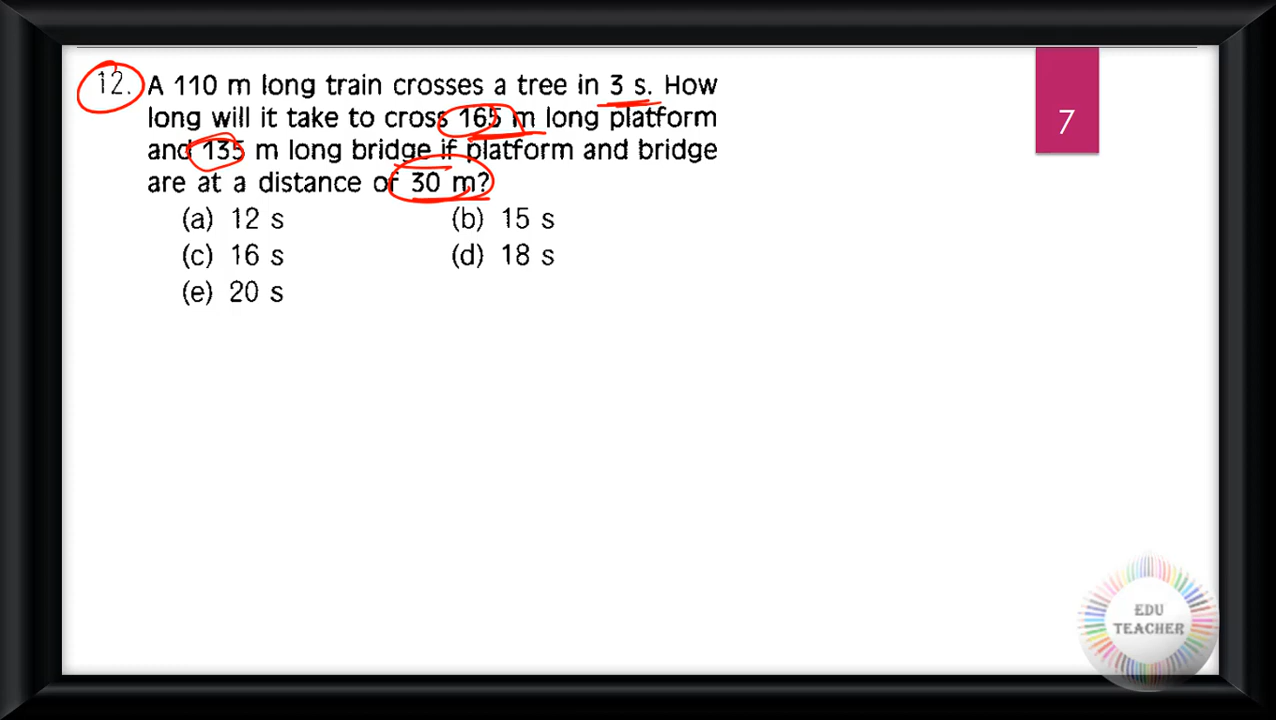 7
12. A 110 m long train crosses a tree in 3 s. How
long will it take to cross 165 m long platform
and 135 m long bridge if platform and bridge
are at a distance of 30 m?
(a) 12 s (b) 15 s
(c) 16 s (d) 18 s
(e) 20 s
EDU
TEACHER